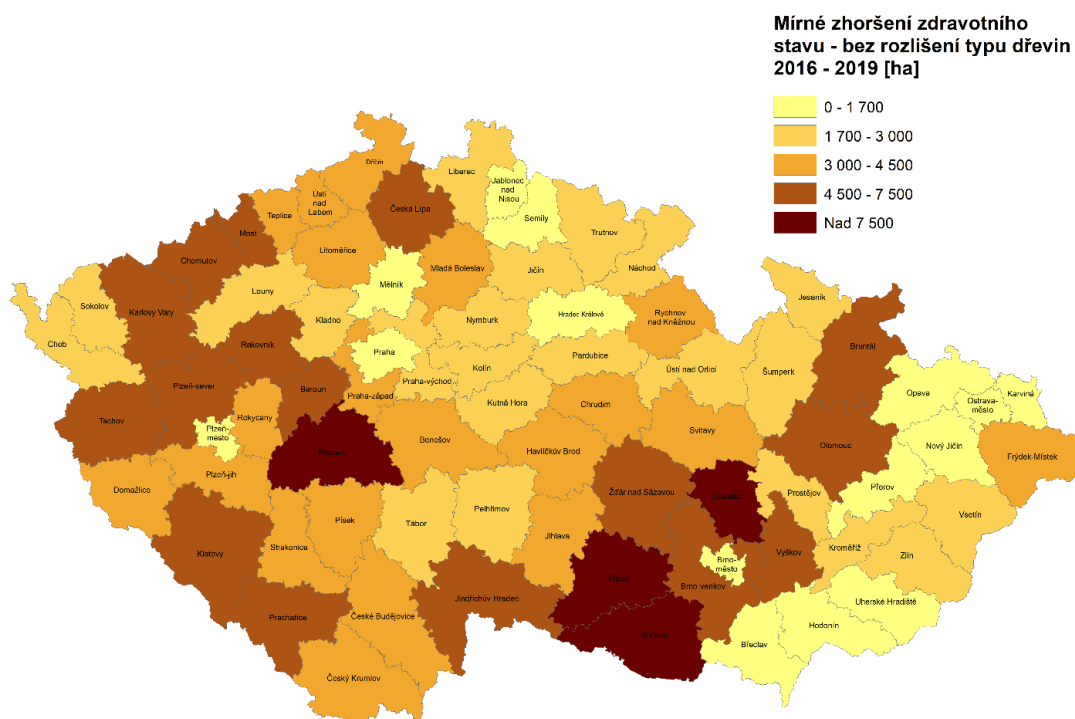 Mírné zhoršení zdravotního
stavu - bez rozlišení typu dřevin
2016 - 2019 [ha]
0 - 1 700
1 700 - 3 000
3 000 - 4 500
4 500 - 7 500
Nad 7 500
Děčín
Liberec
Jablonec
nad
Nisou
Ústí
nad
Labem
Teplice
Česká Lípa
Semily
Most
Trutnov
Chomutov
Litoměřice
Mladá Boleslav
Jičín
Náchod
Mělník
Louny
Sokolov
Karlovy Vary
Kladno
Nymburk
Hradec Králové
Rychnov
nad Kněžnou
Jeseník
Cheb
Rakovník
Praha
Bruntál
Pardubice
Kolín
Ústí nad Orlicí
Šumperk
Plzeň-sever
Beroun
Praha-východ
Praha-západ
Opava
Karviná
Ostrava-
město
Kutná Hora
Chrudim
Tachov
Rokycany
Plzeň-
město
Svitavy
Benešov
Olomouc
Nový Jičín
Příbram
Havlíčkův Brod
Frýdek-Místek
Domažlice
Plzeň-jih
Žďár nad Sázavou
Blansko
Prostějov
Přerov
Pelhřimov
Písek
Tábor
Vsetín
Jihlava
Strakonice
Klatovy
Kroměříž
Vyškov
Zlín
Brno-
město
Třebíč
Brno-venkov
Jindřichův Hradec
Uherské Hradiště
Prachatice
České Budějovice
Hodonín
Znojmo
Břeclav
Český Krumlov